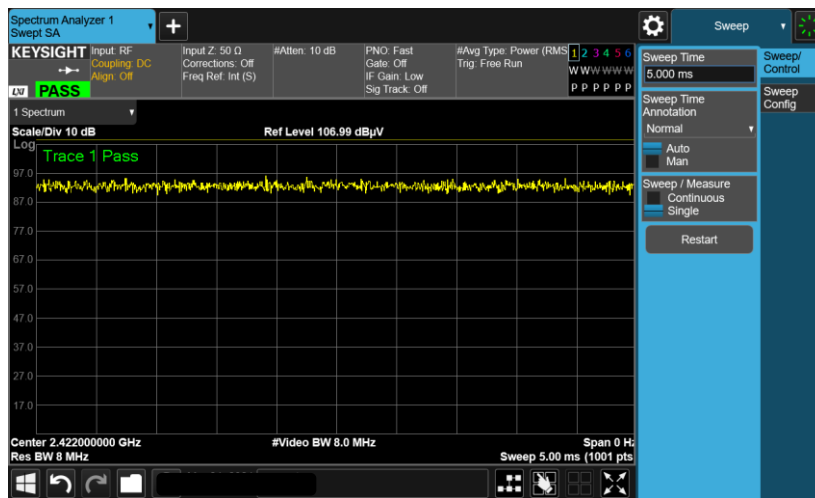 Spectrum Analyzer 1
Swept SA
Sweep
KEYSIGHT
LXI
PASS
Input: RF
Coupling: DC
Align: Off
Input Z: 50 Ω
Corrections: Off
Freq Ref: Int (S)
#Atten: 10 dB
PNO: Fast
Gate: Off
IF Gain: Low
Sig Track: Off
#Avg Type: Power (RMS
Trig: Free Run
1 2 3 4 5 6
W W W W W W
P P P P P P
1 Spectrum
Scale/Div 10 dB
Ref Level 106.99 dBµV
Log
Trace 1 Pass
97.0
87.0
77.0
67.0
57.0
47.0
37.0
27.0
17.0
Center 2.422000000 GHz
#Video BW 8.0 MHz
Span 0 Hz
Res BW 8 MHz
Sweep 5.00 ms (1001 pts
Sweep Time
5.000 ms
Sweep Time
Annotation
Normal
Auto
Man
Sweep / Measure
Continuous
Single
Restart
Sweep/
Control
Sweep
Config